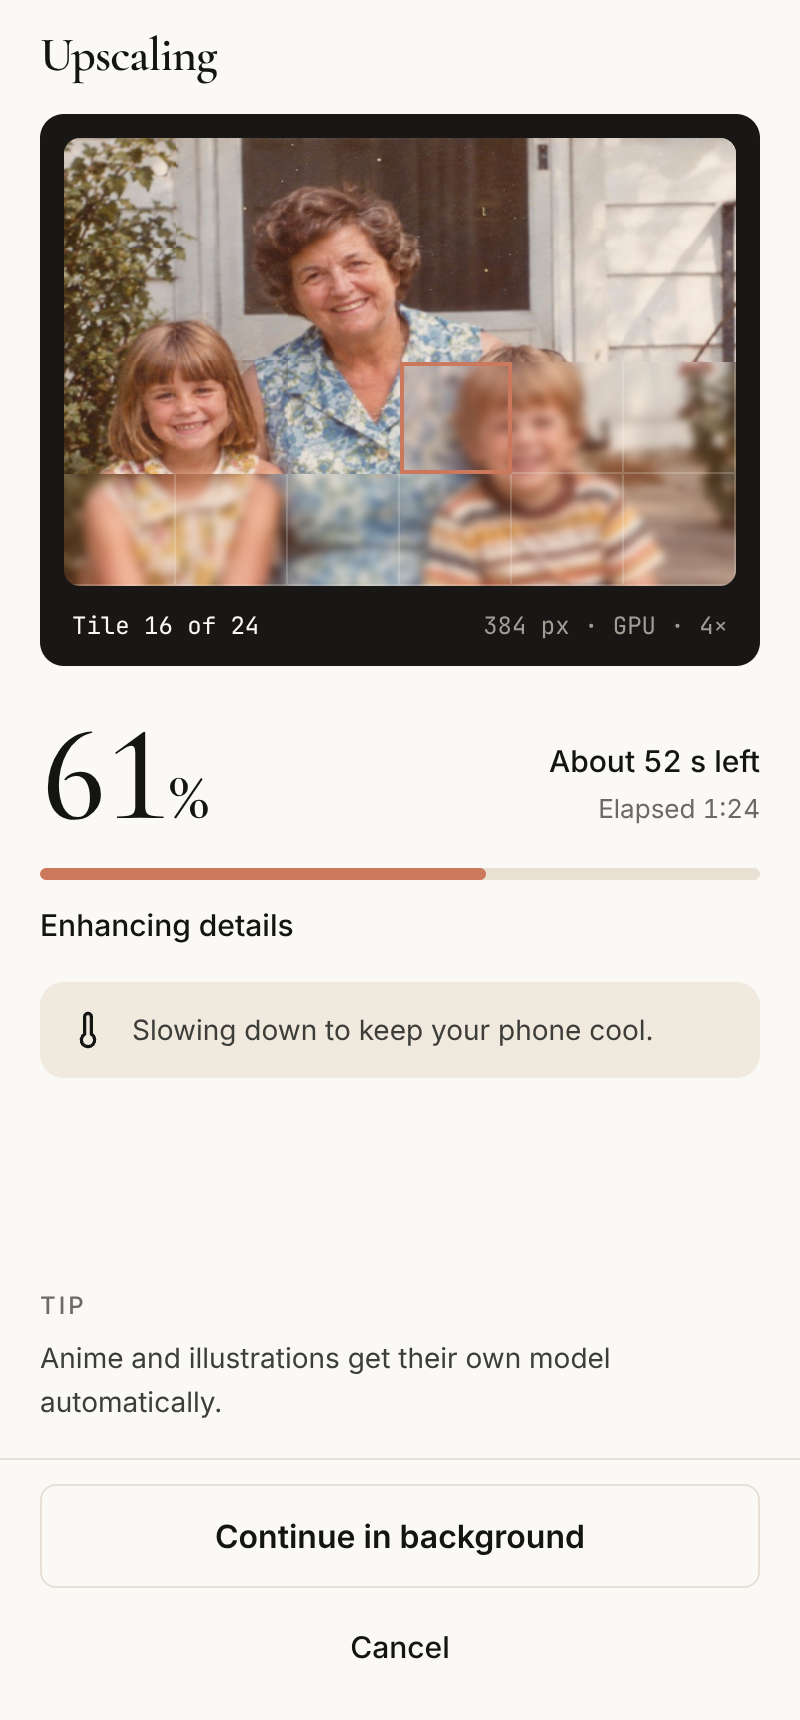 Upscaling
Tile 16 of 24
384 px · GPU · 4×
61%
About 52 s left
Elapsed 1:24
Enhancing details
Slowing down to keep your phone cool.
TIP
Anime and illustrations get their own model
automatically.
Continue in background
Cancel